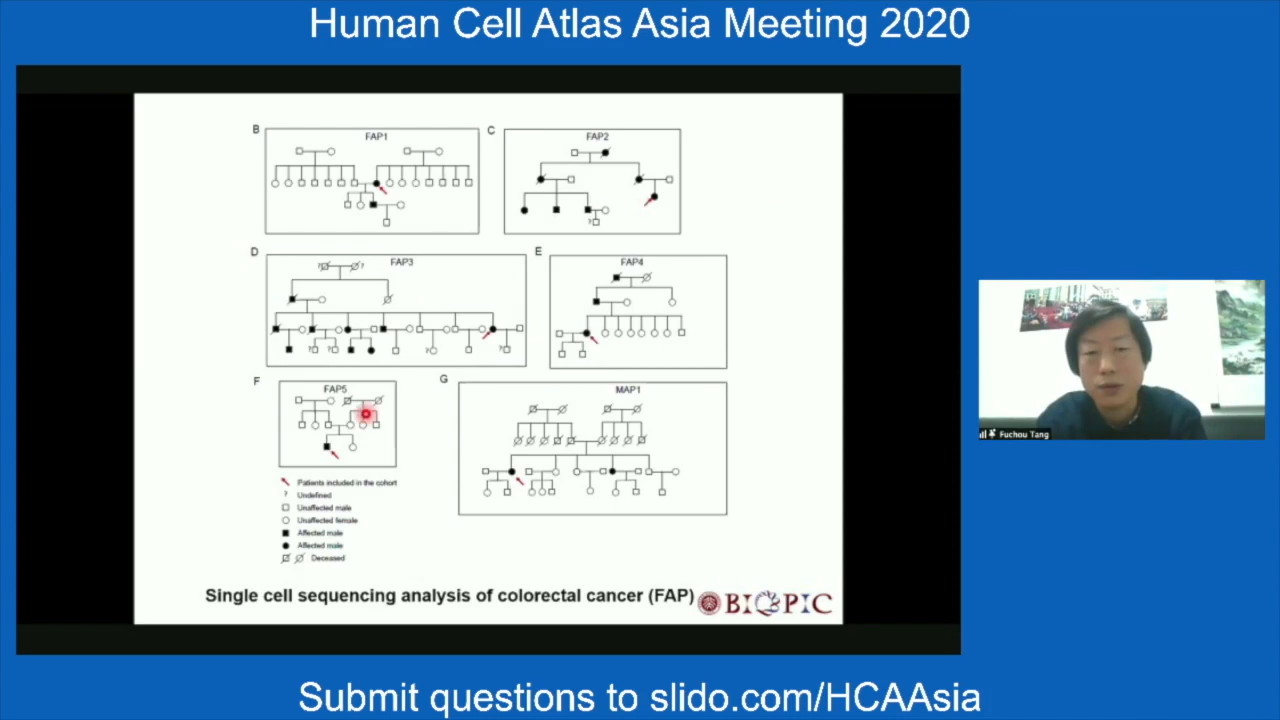 Human Cell Atlas Asia Meeting 2020
B
FAP1
C
FAP2
D
FAP3
E
FAP4
F
FAP5
G
MAP1
? ?
?
? ?
?
?
Patients included in the cohort
? Undefined
Unaffected male
Unaffected female
Affected male
Affected male
Deceased
Single cell sequencing analysis of colorectal cancer (FAP)
BIOPIC
Fuchou Tang
Submit questions to slido.com/HCAAsia